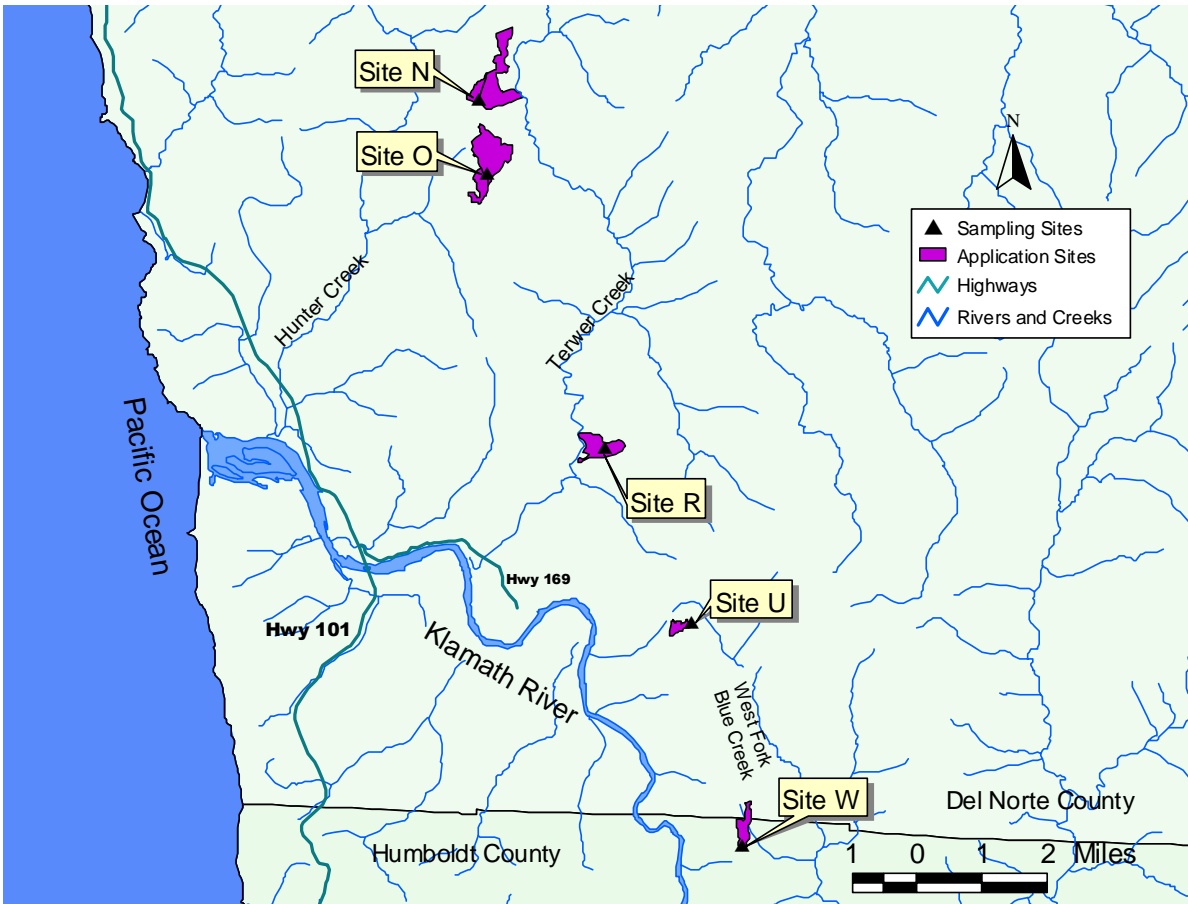 Site N
Site O
N
Sampling Sites
Application Sites
Highways
Rivers and Creeks
Hunter Creek
Terwer Creek
Pacific Ocean
Site R
Hwy 169
Site U
Hwy 101
Klamath River
West Fork
Blue Creek
Site W
Del Norte County
Humboldt County
1 0 1 2 Miles